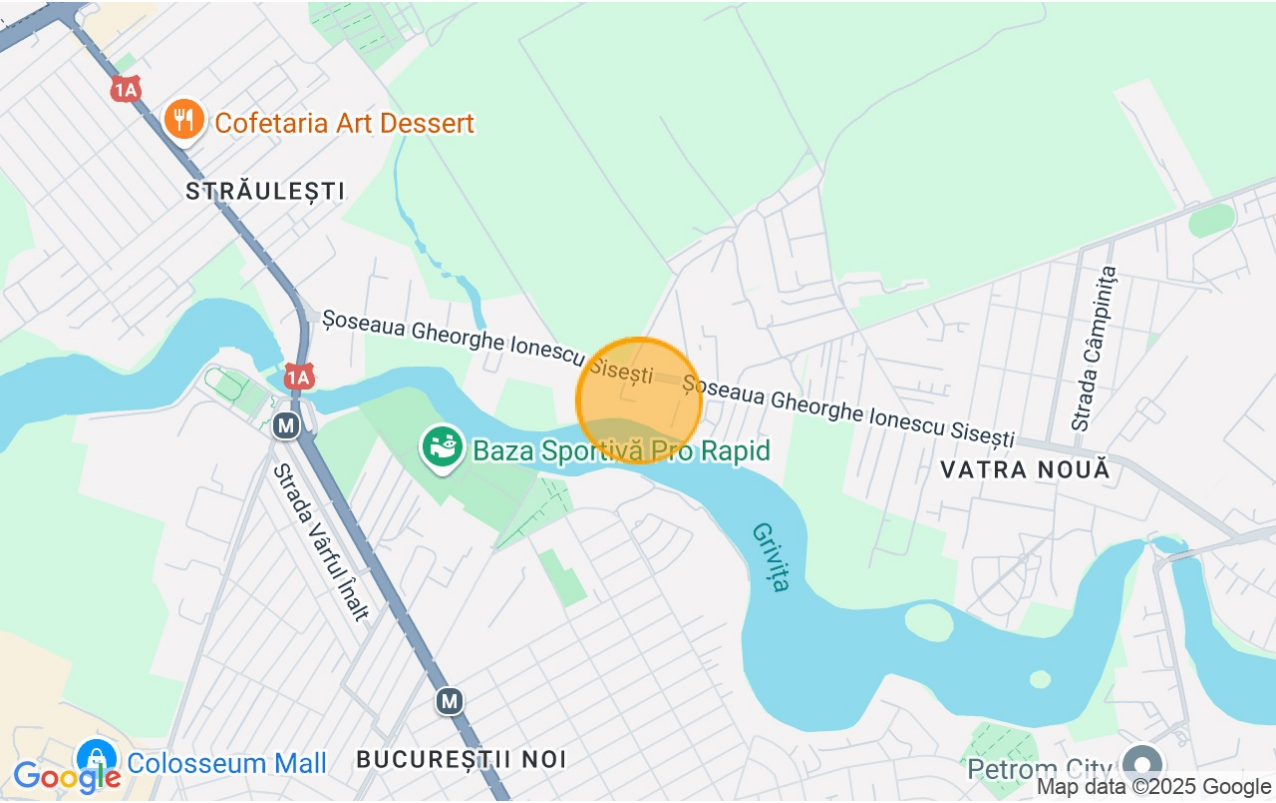 1A
Cofetaria Art Dessert
STRĂULEȘTI
Șoseaua Gheorghe Ionescu Sisești
Strada Câmpinița
1A
Șoseaua Gheorghe Ionescu Sisești
M
Baza Sportivă Pro Rapid
VATRA NOUĂ
Strada Vârful Înalt
Grivița
M
Colosseum Mall
BUCUREȘTII NOI
Petrom City
Google
Map data ©2025 Google